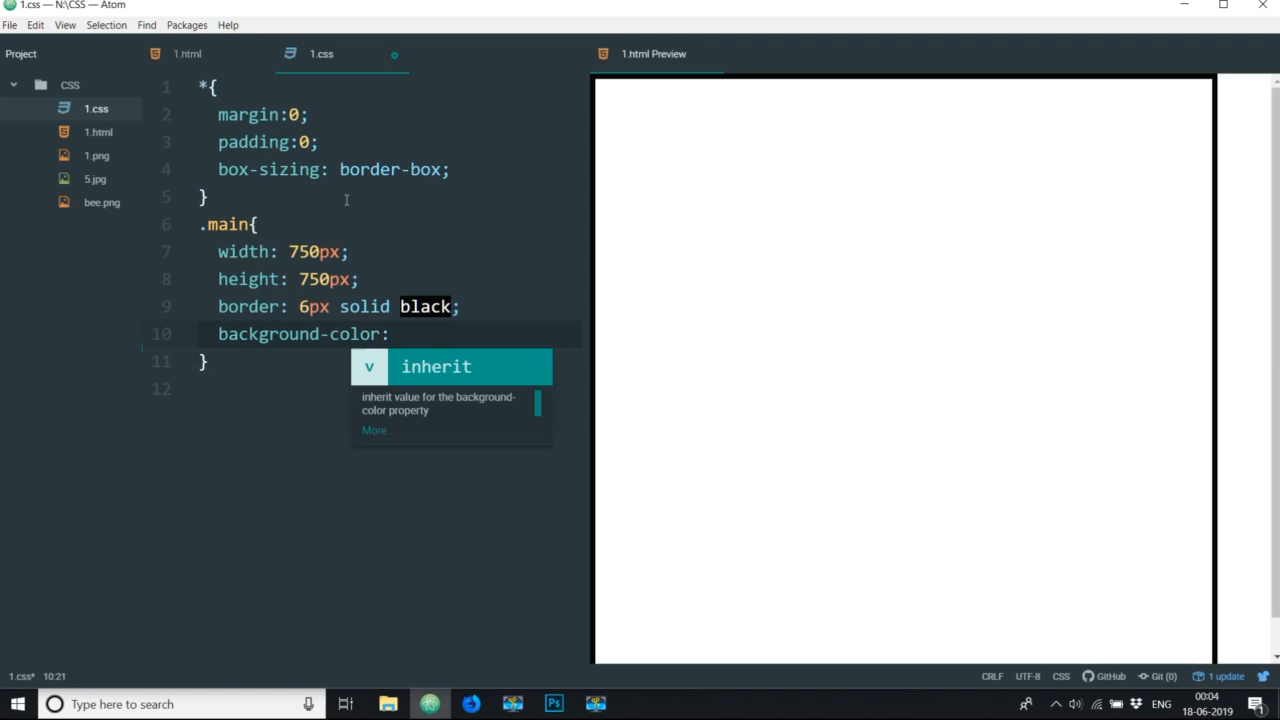 1.css — N:\CSS — Atom
File Edit View Selection Find Packages Help
Project
1.html
1.css
1.html Preview
CSS
1.css
1.html
1.png
5.jpg
bee.png
1 *{
2 margin:0;
3 padding:0;
4 box-sizing: border-box;
5 }
6 .main{
7 width: 750px;
8 height: 750px;
9 border: 6px solid black;
10 background-color:
11 }
12
v inherit
inherit value for the background-
color property
More..
1.css* 10:21
CRLF UTF-8 CSS GitHub Git (0) 1 update
Type here to search
Ps
ENG
00:04
18-06-2019
1